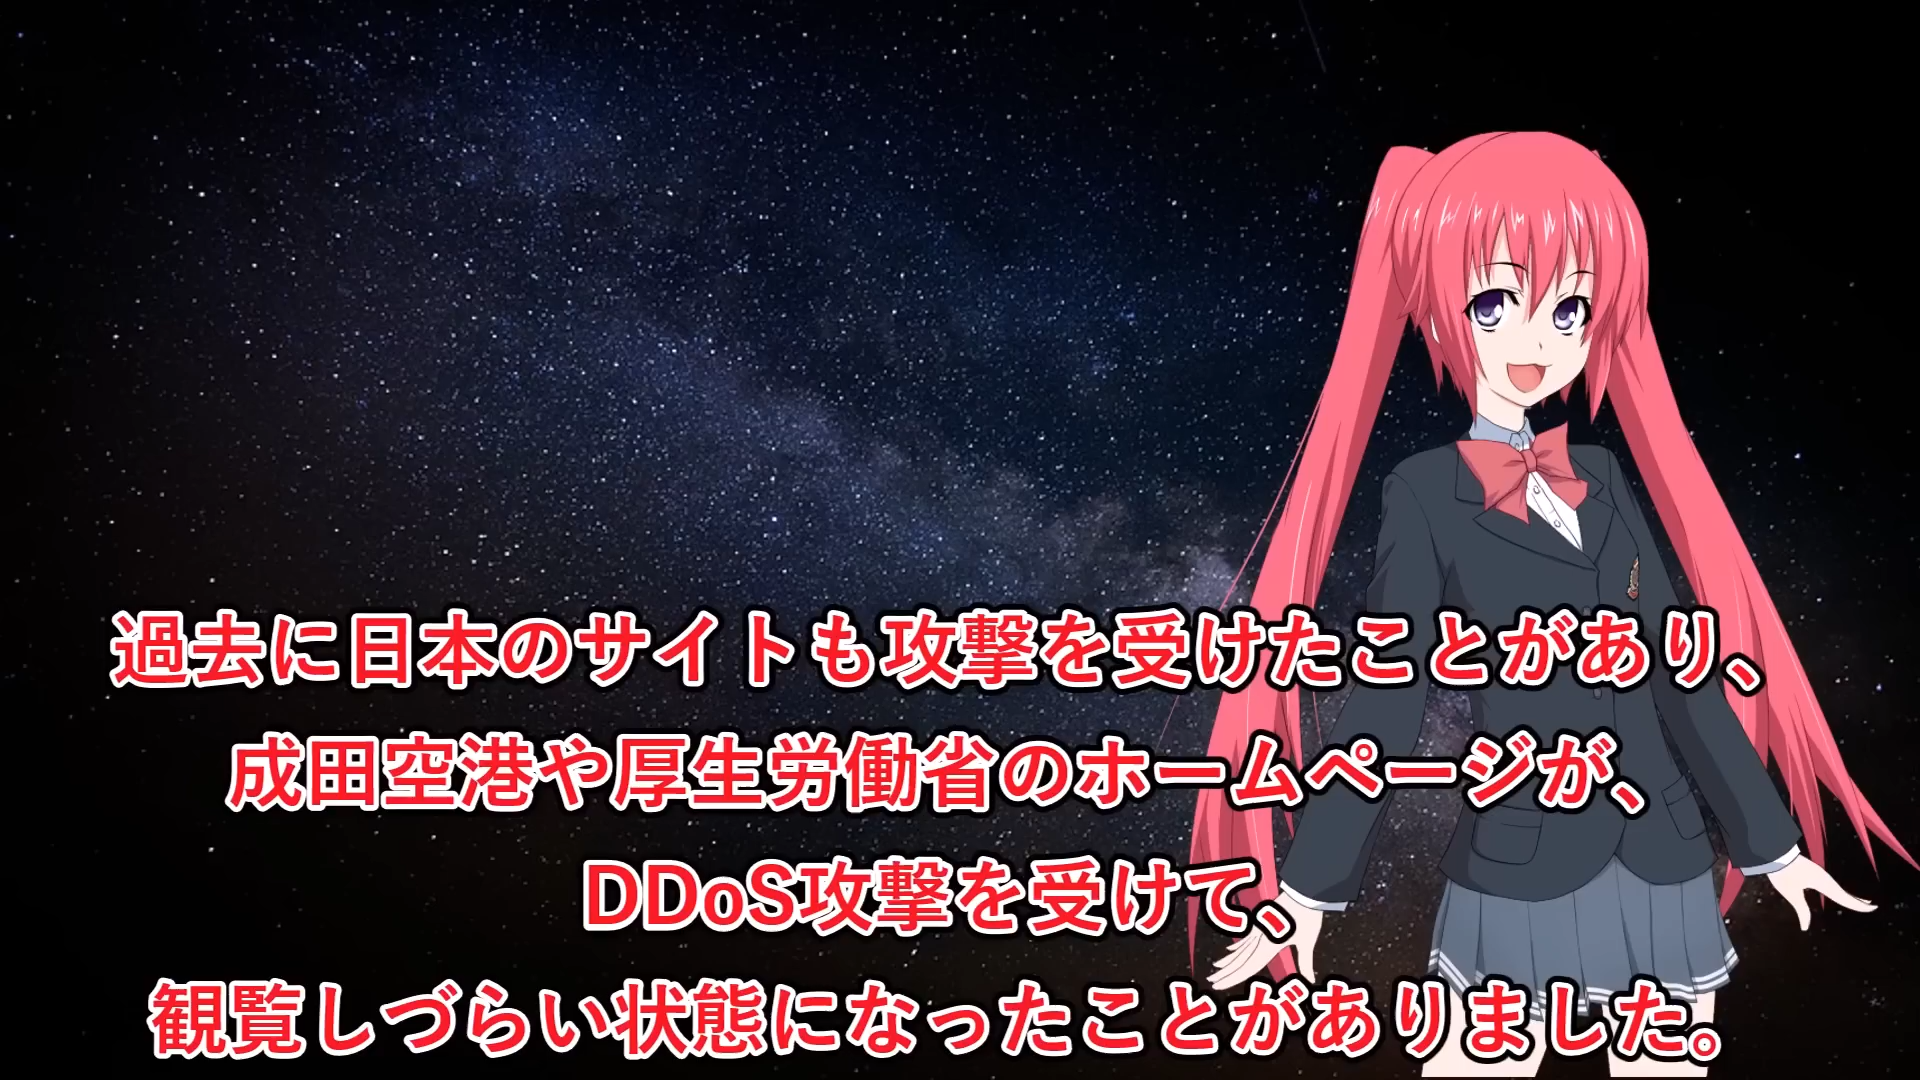 過去に日本のサイトも攻撃を受けたことがあり、
成田空港や厚生労働省のホームページが、
DDoS攻撃を受けて、
観覧しづらい状態になったことがありました。